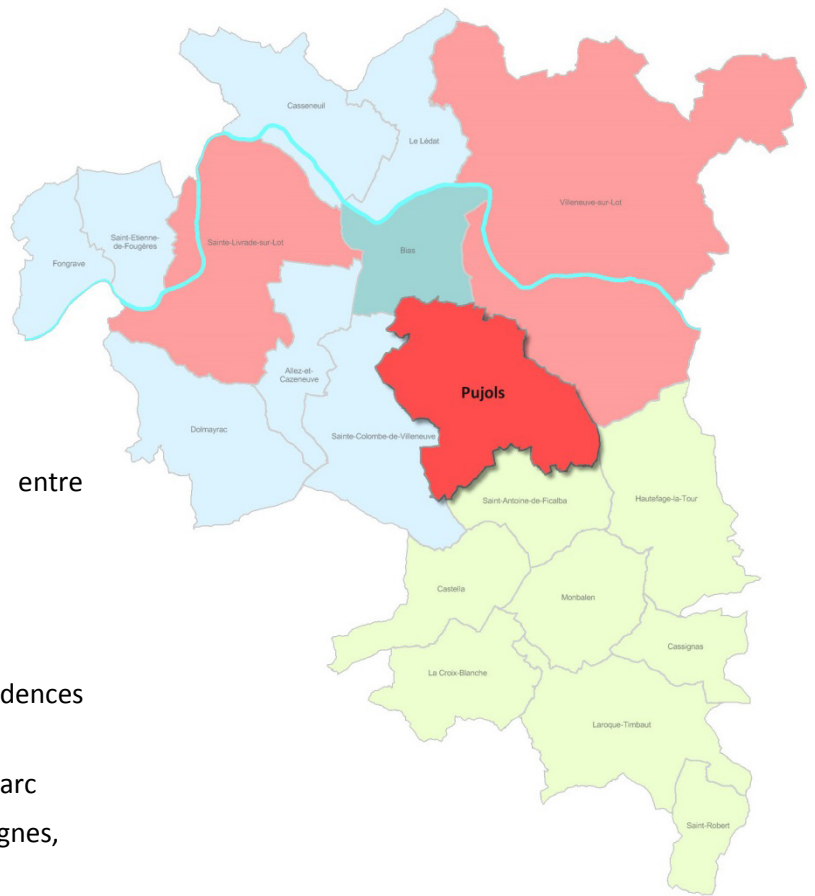 Casseneuil
Le Lédat
Villeneuve-sur-Lot
Saint-Etienne-
de-Fougères
Sainte-Livrade-sur-Lot
Bias
Fongrave
Allez-et-
Cazeneuve
Pujols
Dolmayrac
Sainte-Colombe-de-Villeneuve
entre
Saint-Antoine-de-Ficalba
Hautefage-la-Tour
Castella
Monbalen
Cassignas
La Croix-Blanche
dences
Laroque-Timbaut
arc
Saint-Robert
gnes,